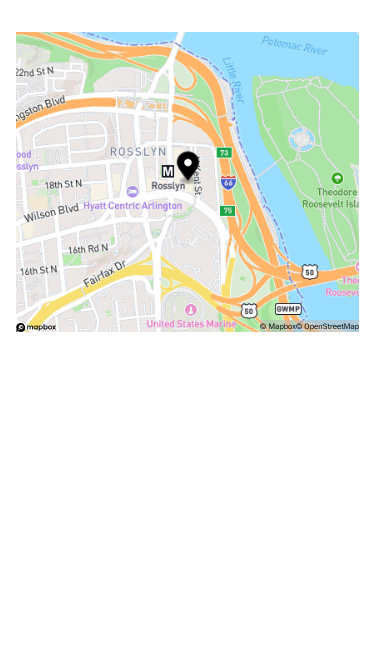 Potomac River
Little River
22nd St N
ngston Blvd
ROSSLYN
73
ood
osslyn
M
Rosslyn
Kent St
18th St N
66
Theodore
Roosevelt Isla
Hyatt Centric Arlington
Wilson Blvd
75
16th Rd N
16th St N
Fairfax Dr
50
The
Roosev
50
GWMP
United States Marine
mapbox
© Mapbox© OpenStreetMap